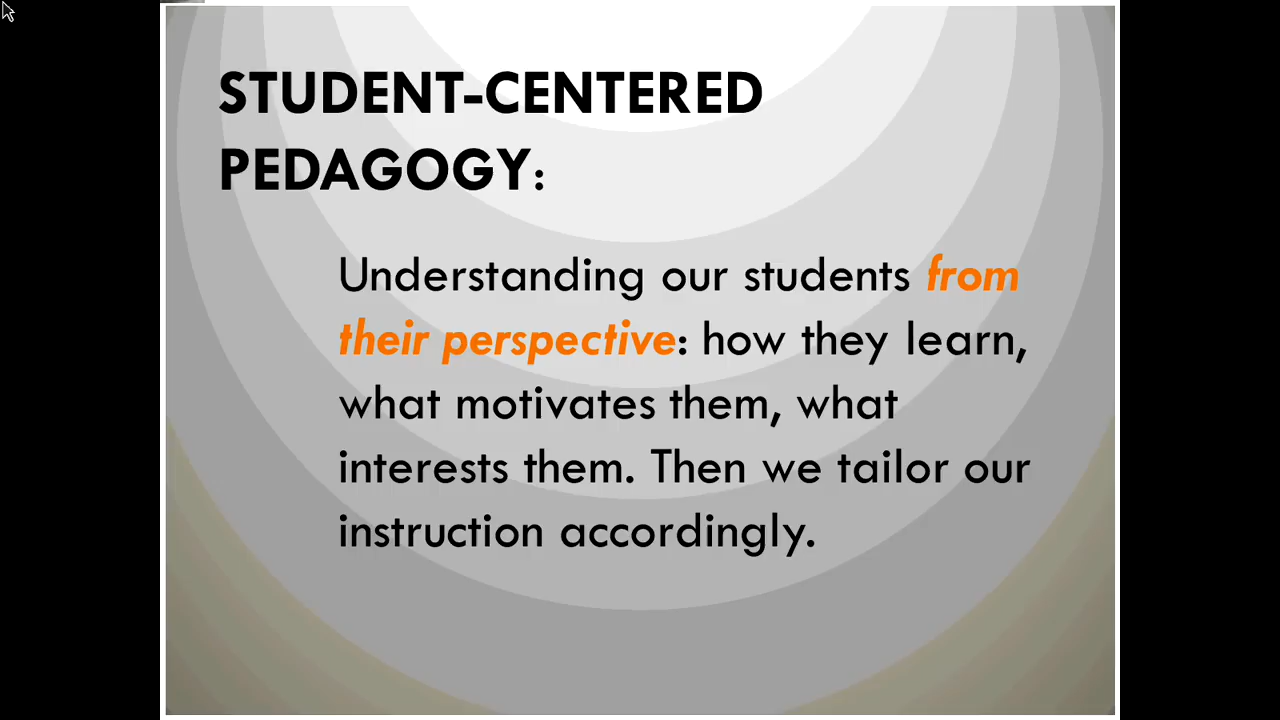 STUDENT-CENTERED
PEDAGOGY:
Understanding our students from
their perspective: how they learn,
what motivates them, what
interests them. Then we tailor our
instruction accordingly.